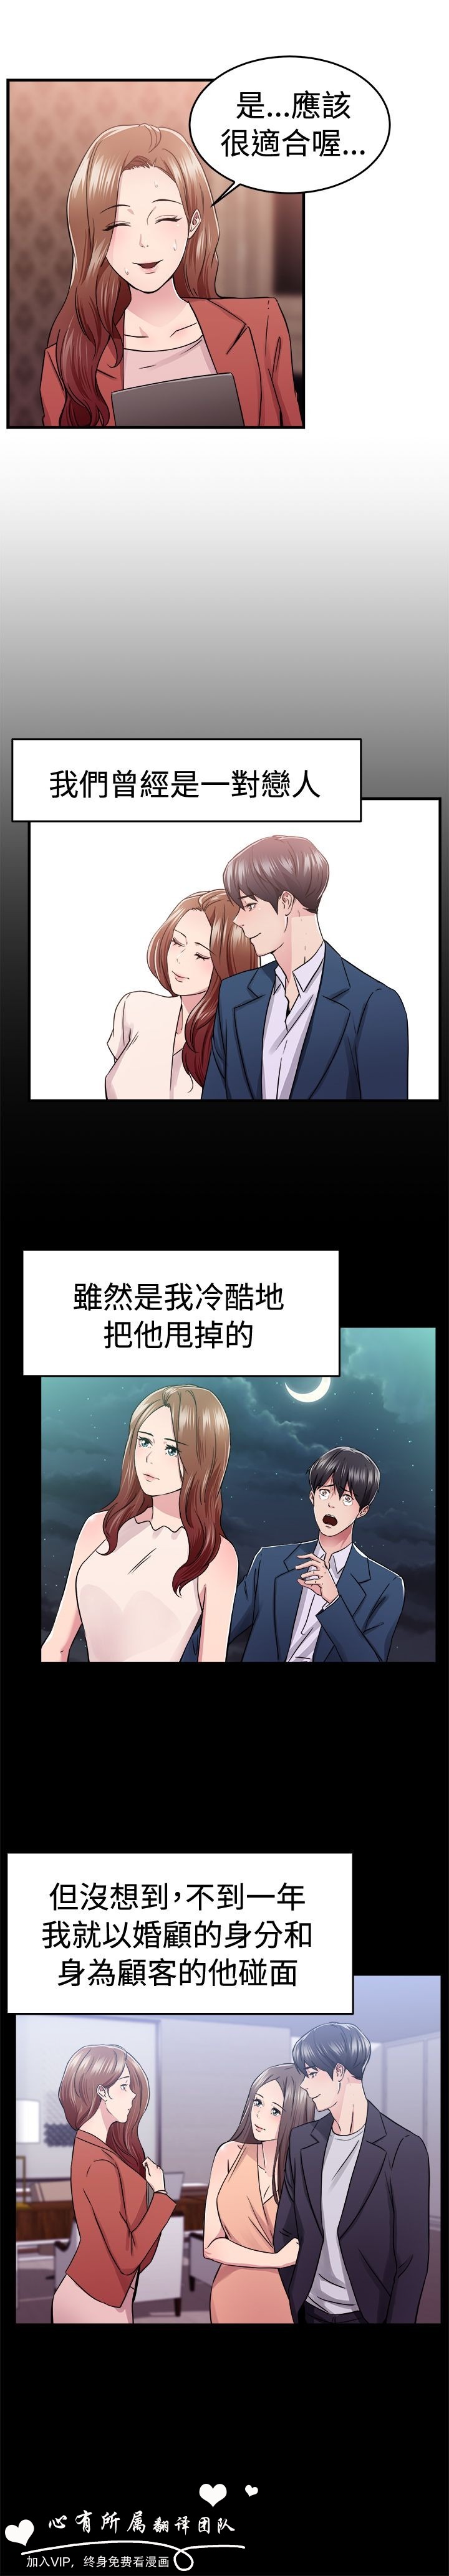 是...應該
很適合喔...
我們曾經是一對戀人
雖然是我冷酷地
把他甩掉的
但沒想到，不到一年
我就以婚顧的身分和
身為顧客的他碰面
心有所属翻译团队
加入VIP，终身免费看漫画